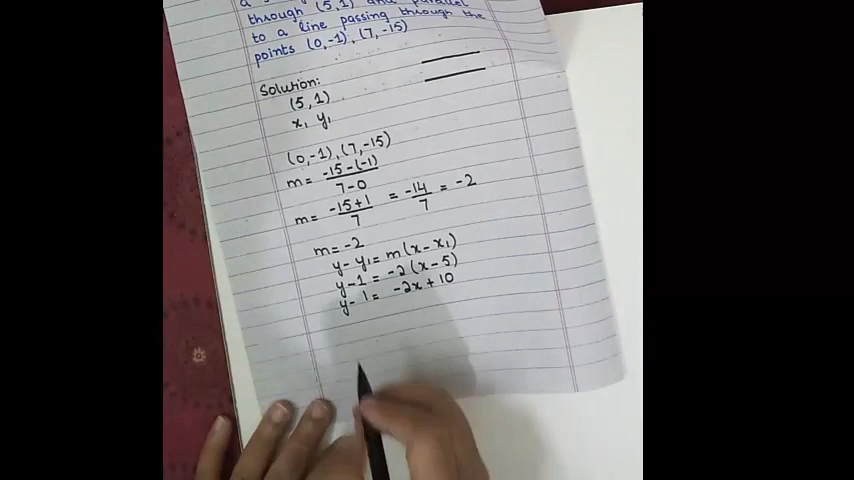 through (5,1) and parallel
to a line passing through the
points (0,-1), (7,-15)
Solution:
(5,1)
x₁ y₁
(0,-1), (7,-15)
m = -15-(-1) / 7-0
m = -15+1 / 7 = -14 / 7 = -2
m = -2
y - y₁ = m(x - x₁)
y - 1 = -2(x - 5)
y - 1 = -2x + 10